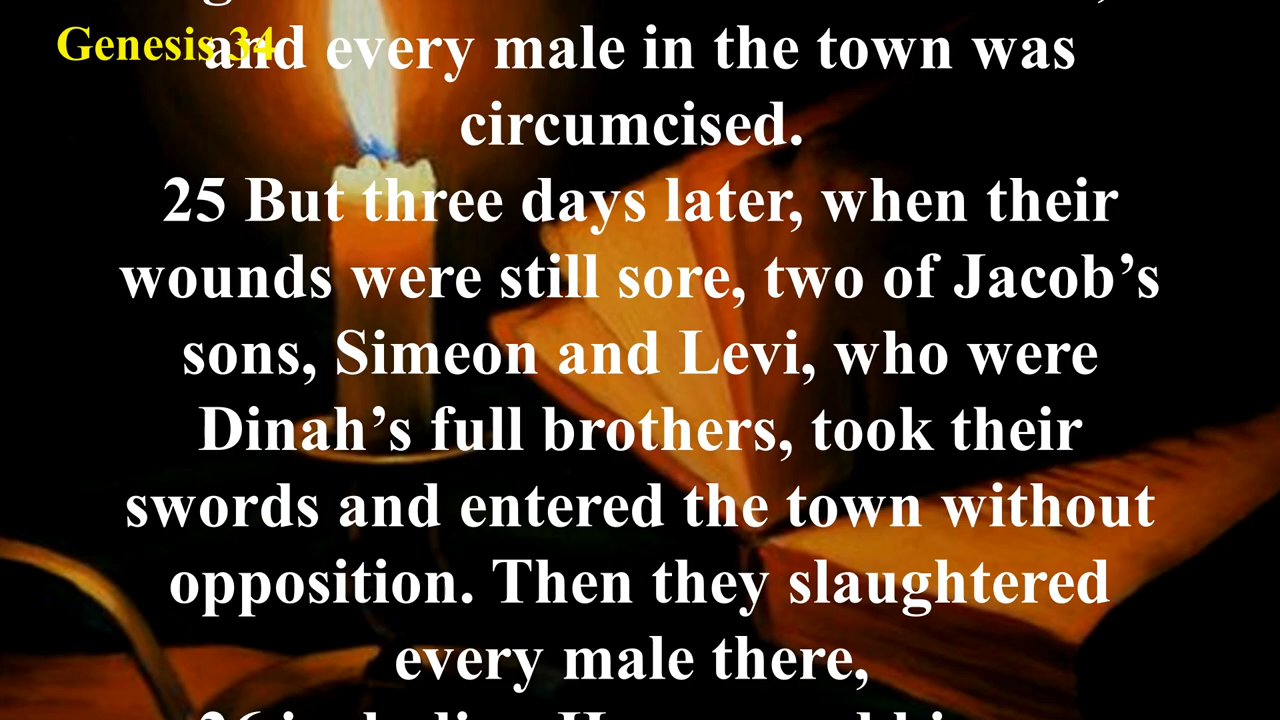 Genesis 34
and every male in the town was
circumcised.
25 But three days later, when their
wounds were still sore, two of Jacob’s
sons, Simeon and Levi, who were
Dinah’s full brothers, took their
swords and entered the town without
opposition. Then they slaughtered
every male there,